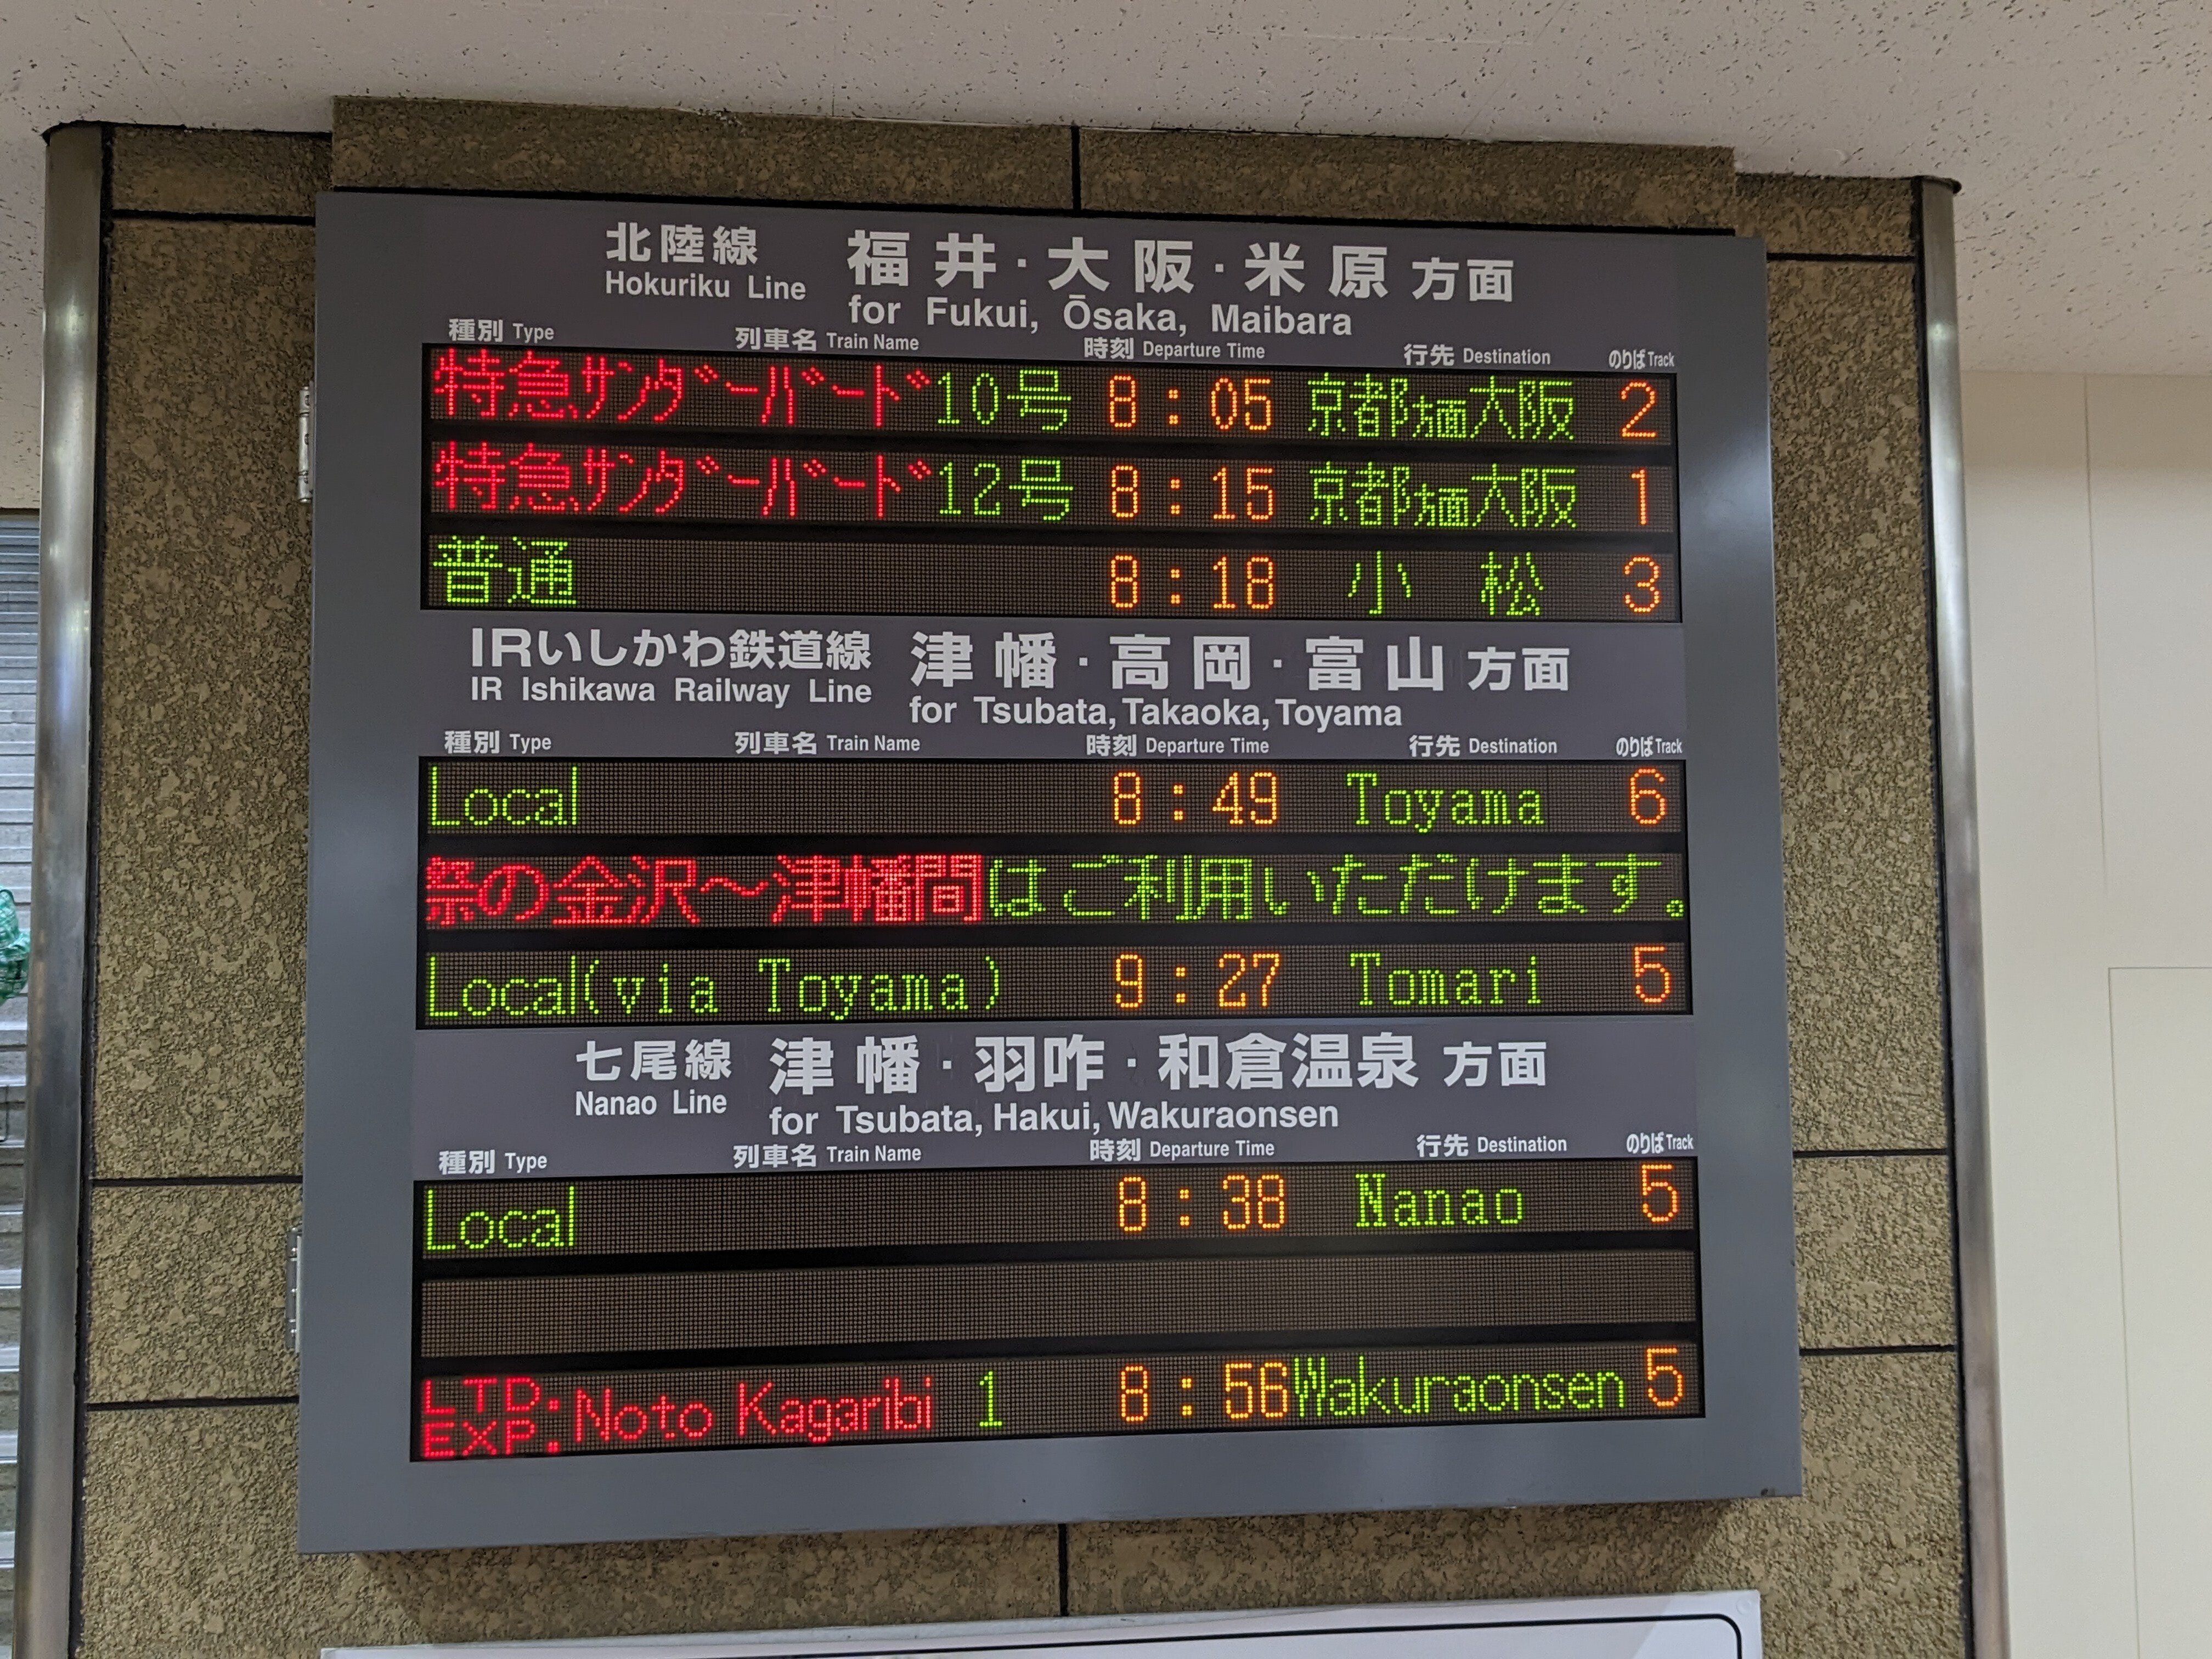 北陸線 福井・大阪・米原方面
Hokuriku Line for Fukui, Ōsaka, Maibara
種別 Type 列車名 Train Name 時刻 Departure Time 行先 Destination のりば Track
特急サンダーバード10号 8:05 京都方面大阪 2
特急サンダーバード12号 8:15 京都方面大阪 1
普通 8:18 小松 3
IRいしかわ鉄道線 津幡・高岡・富山方面
IR Ishikawa Railway Line for Tsubata, Takaoka, Toyama
種別 Type 列車名 Train Name 時刻 Departure Time 行先 Destination のりば Track
Local 8:49 Toyama 6
祭の金沢～津幡間はご利用いただけます。
Local(via Toyama) 9:27 Tomari 5
七尾線 津幡・羽咋・和倉温泉方面
Nanao Line for Tsubata, Hakui, Wakuraonsen
種別 Type 列車名 Train Name 時刻 Departure Time 行先 Destination のりば Track
Local 8:38 Nanao 5
LTD. EXP. Noto Kagaribi 1 8:56 Wakuraonsen 5